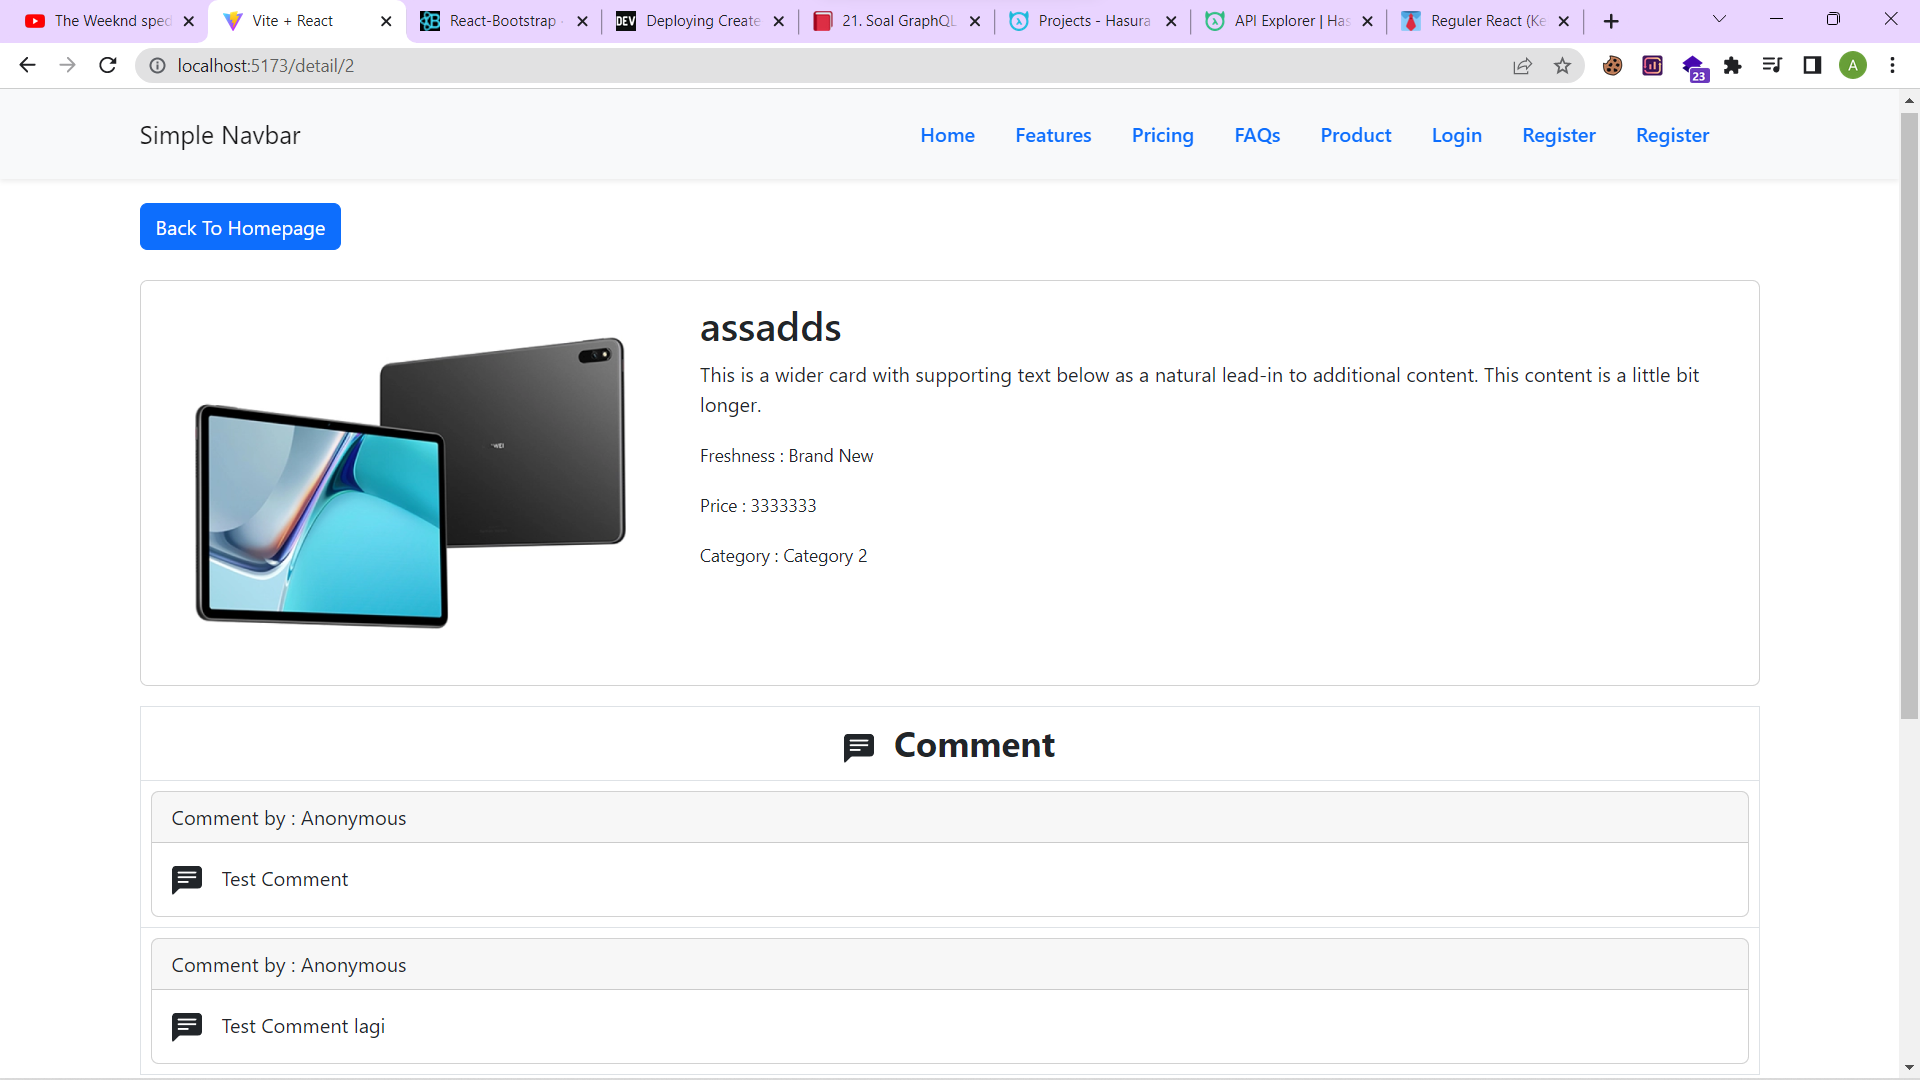 The Weeknd sped
Vite + React
React-Bootstrap
DEV
Deploying Create
21. Soal GraphQL
Projects - Hasura
API Explorer | Has
Reguler React (Ke
localhost:5173/detail/2
23
A
Simple Navbar
Home
Features
Pricing
FAQs
Product
Login
Register
Register
Back To Homepage
assadds
This is a wider card with supporting text below as a natural lead-in to additional content. This content is a little bit
longer.
Freshness : Brand New
Price : 3333333
Category : Category 2
Comment
Comment by : Anonymous
Test Comment
Comment by : Anonymous
Test Comment lagi